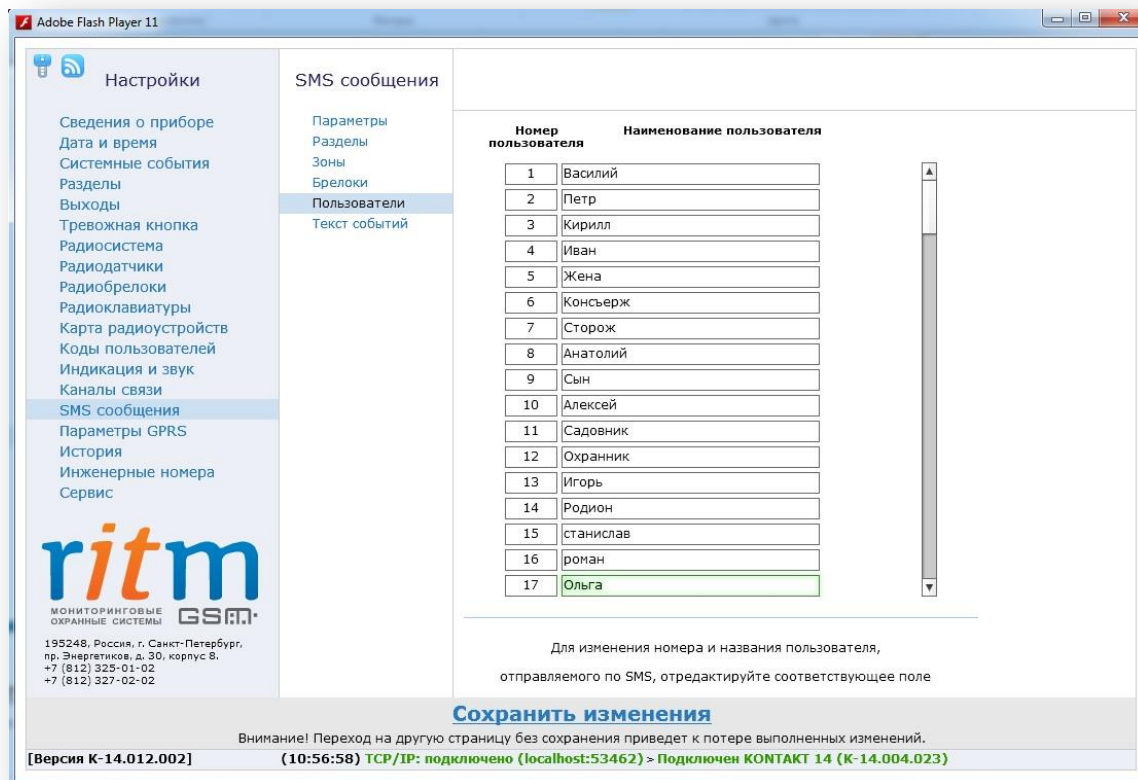 Adobe Flash Player 11
Настройки
Сведения о приборе
Дата и время
Системные события
Разделы
Выходы
Тревожная кнопка
Радиосистема
Радиодатчики
Радиобрелоки
Радиоклавиатуры
Карта радиоустройств
Коды пользователей
Индикация и звук
Каналы связи
SMS сообщения
Параметры GPRS
История
Инженерные номера
Сервис
ritm
МОНИТОРИНГОВЫЕ
ОХРАННЫЕ СИСТЕМЫ GSM
195248, Россия, г. Санкт-Петербург,
пр. Энергетиков, д. 30, корпус 8.
+7 (812) 325-01-02
+7 (812) 327-02-02
SMS сообщения
Параметры
Разделы
Зоны
Брелоки
Пользователи
Текст событий
Номер пользователя Наименование пользователя
1 Василий
2 Петр
3 Кирилл
4 Иван
5 Жена
6 Консъерж
7 Сторож
8 Анатолий
9 Сын
10 Алексей
11 Садовник
12 Охранник
13 Игорь
14 Родион
15 станислав
16 роман
17 Ольга
Для изменения номера и названия пользователя,
отправляемого по SMS, отредактируйте соответствующее поле
Сохранить изменения
Внимание! Переход на другую страницу без сохранения приведет к потере выполненных изменений.
[Версия К-14.012.002] (10:56:58) TCP/IP: подключено (localhost:53462) > Подключен KONTAKT 14 (К-14.004.023)